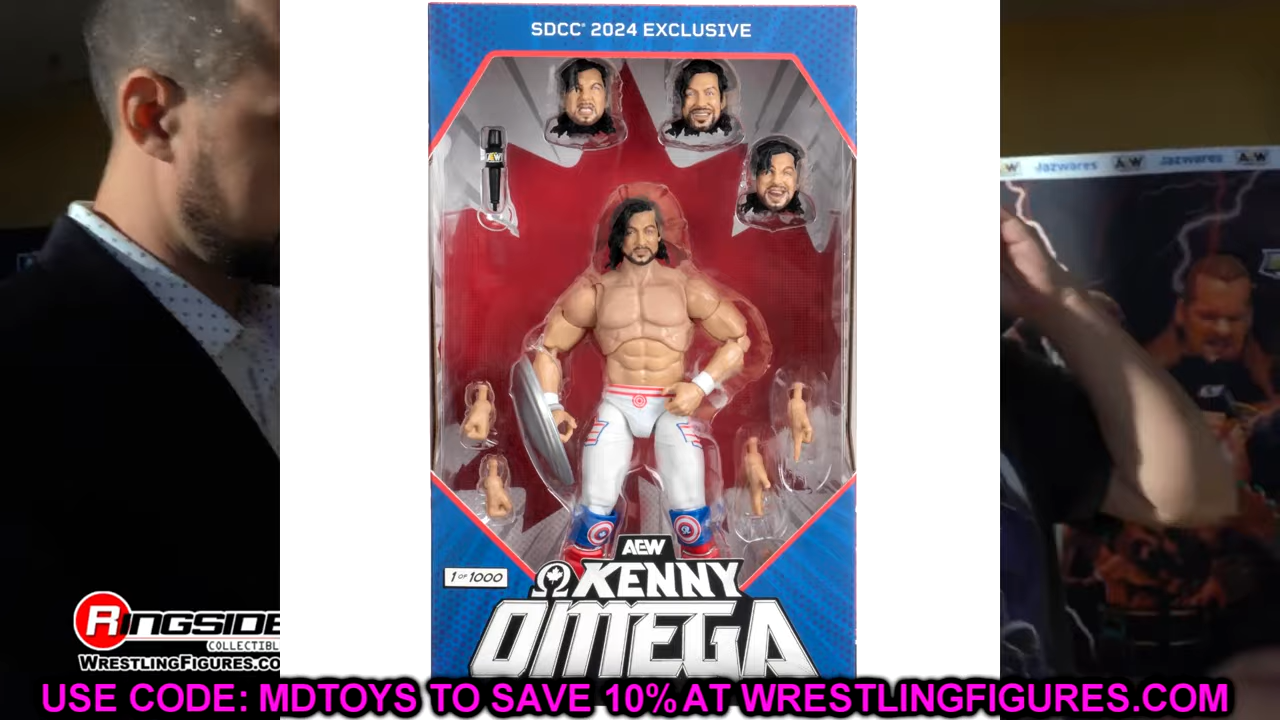 SDCC® 2024 EXCLUSIVE
AEW
Jazwares
AEW
Jazwares
AEW
AEW
1 OF 1000
Ω KENNY
OMEGA
RINGSIDE
COLLECTIBL
WRESTLINGFIGURES.CO
USE CODE: MDTOYS TO SAVE 10% AT WRESTLINGFIGURES.COM